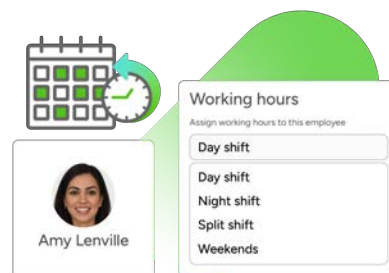 Working hours
Assign working hours to this employee
Day shift
Day shift
Night shift
Split shift
Weekends
Amy Lenville